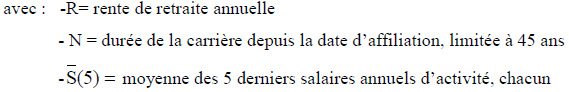 avec : -R= rente de retraite annuelle
- N = durée de la carrière depuis la date d’affiliation, limitée à 45 ans
-S̅(5) = moyenne des 5 derniers salaires annuels d’activité, chacun